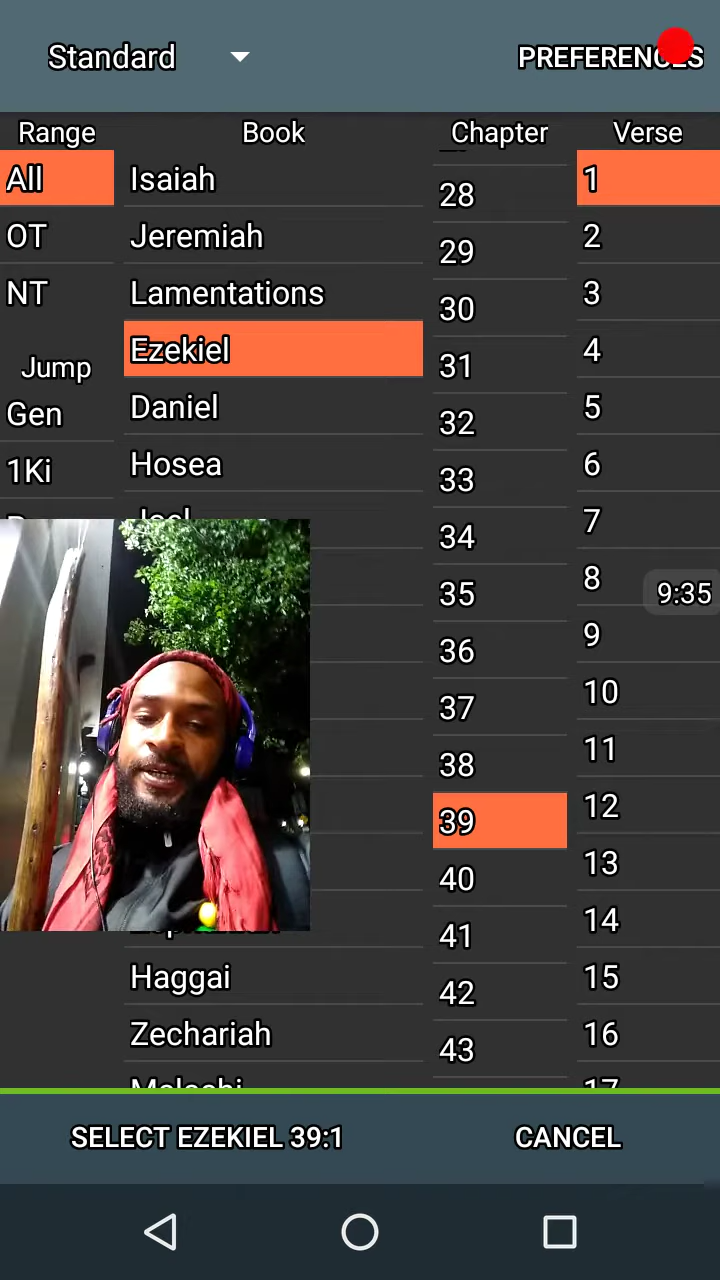 Standard
PREFERENCES
Range Book Chapter Verse
All Isaiah 28 1
OT Jeremiah 29 2
NT Lamentations 30 3
Jump Ezekiel 31 4
Gen Daniel 32 5
1Ki Hosea 33 6
Joel 34 7
35 8
9:35
36 9
37 10
38 11
39 12
40 13
41 14
Haggai 42 15
Zechariah 43 16
Malachi 17
SELECT EZEKIEL 39:1 CANCEL